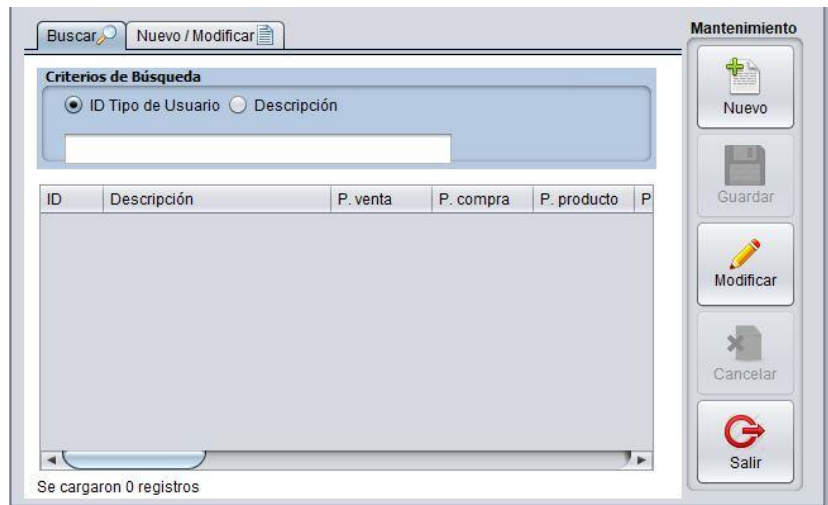 Buscar Nuevo / Modificar
Criterios de Búsqueda
ID Tipo de Usuario Descripción
ID Descripción P. venta P. compra P. producto P
Se cargaron 0 registros
Mantenimiento
Nuevo
Guardar
Modificar
Cancelar
Salir